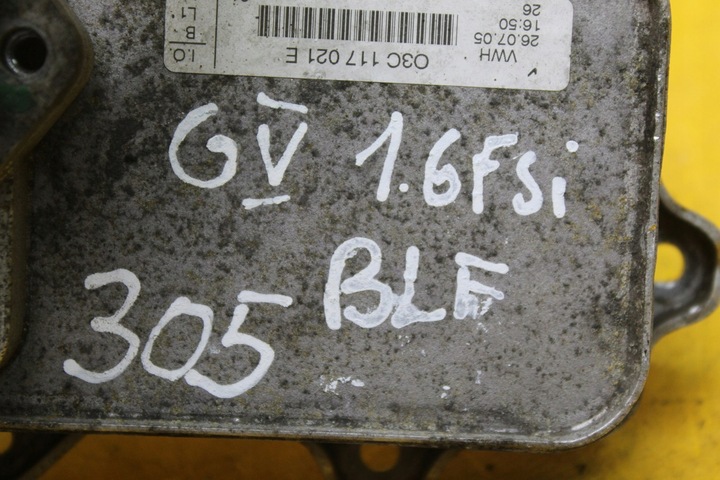 03C 117 021 E
VWH
26.07.05
16:50
26
I.O
B L1
GV 1.6FSi
BLF
305